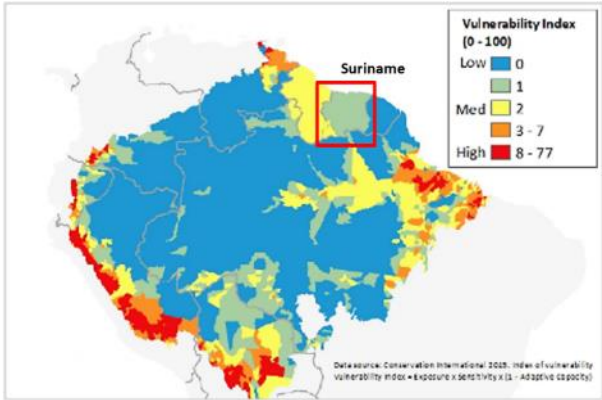 Vulnerability Index
(0 - 100)
Suriname
Low 0
1
Med 2
3 - 7
High 8 - 77
Data source: Conservation International 2015. Index of vulnerability
Vulnerability Index = Exposure x Sensitivity x (1 - Adaptive capacity)